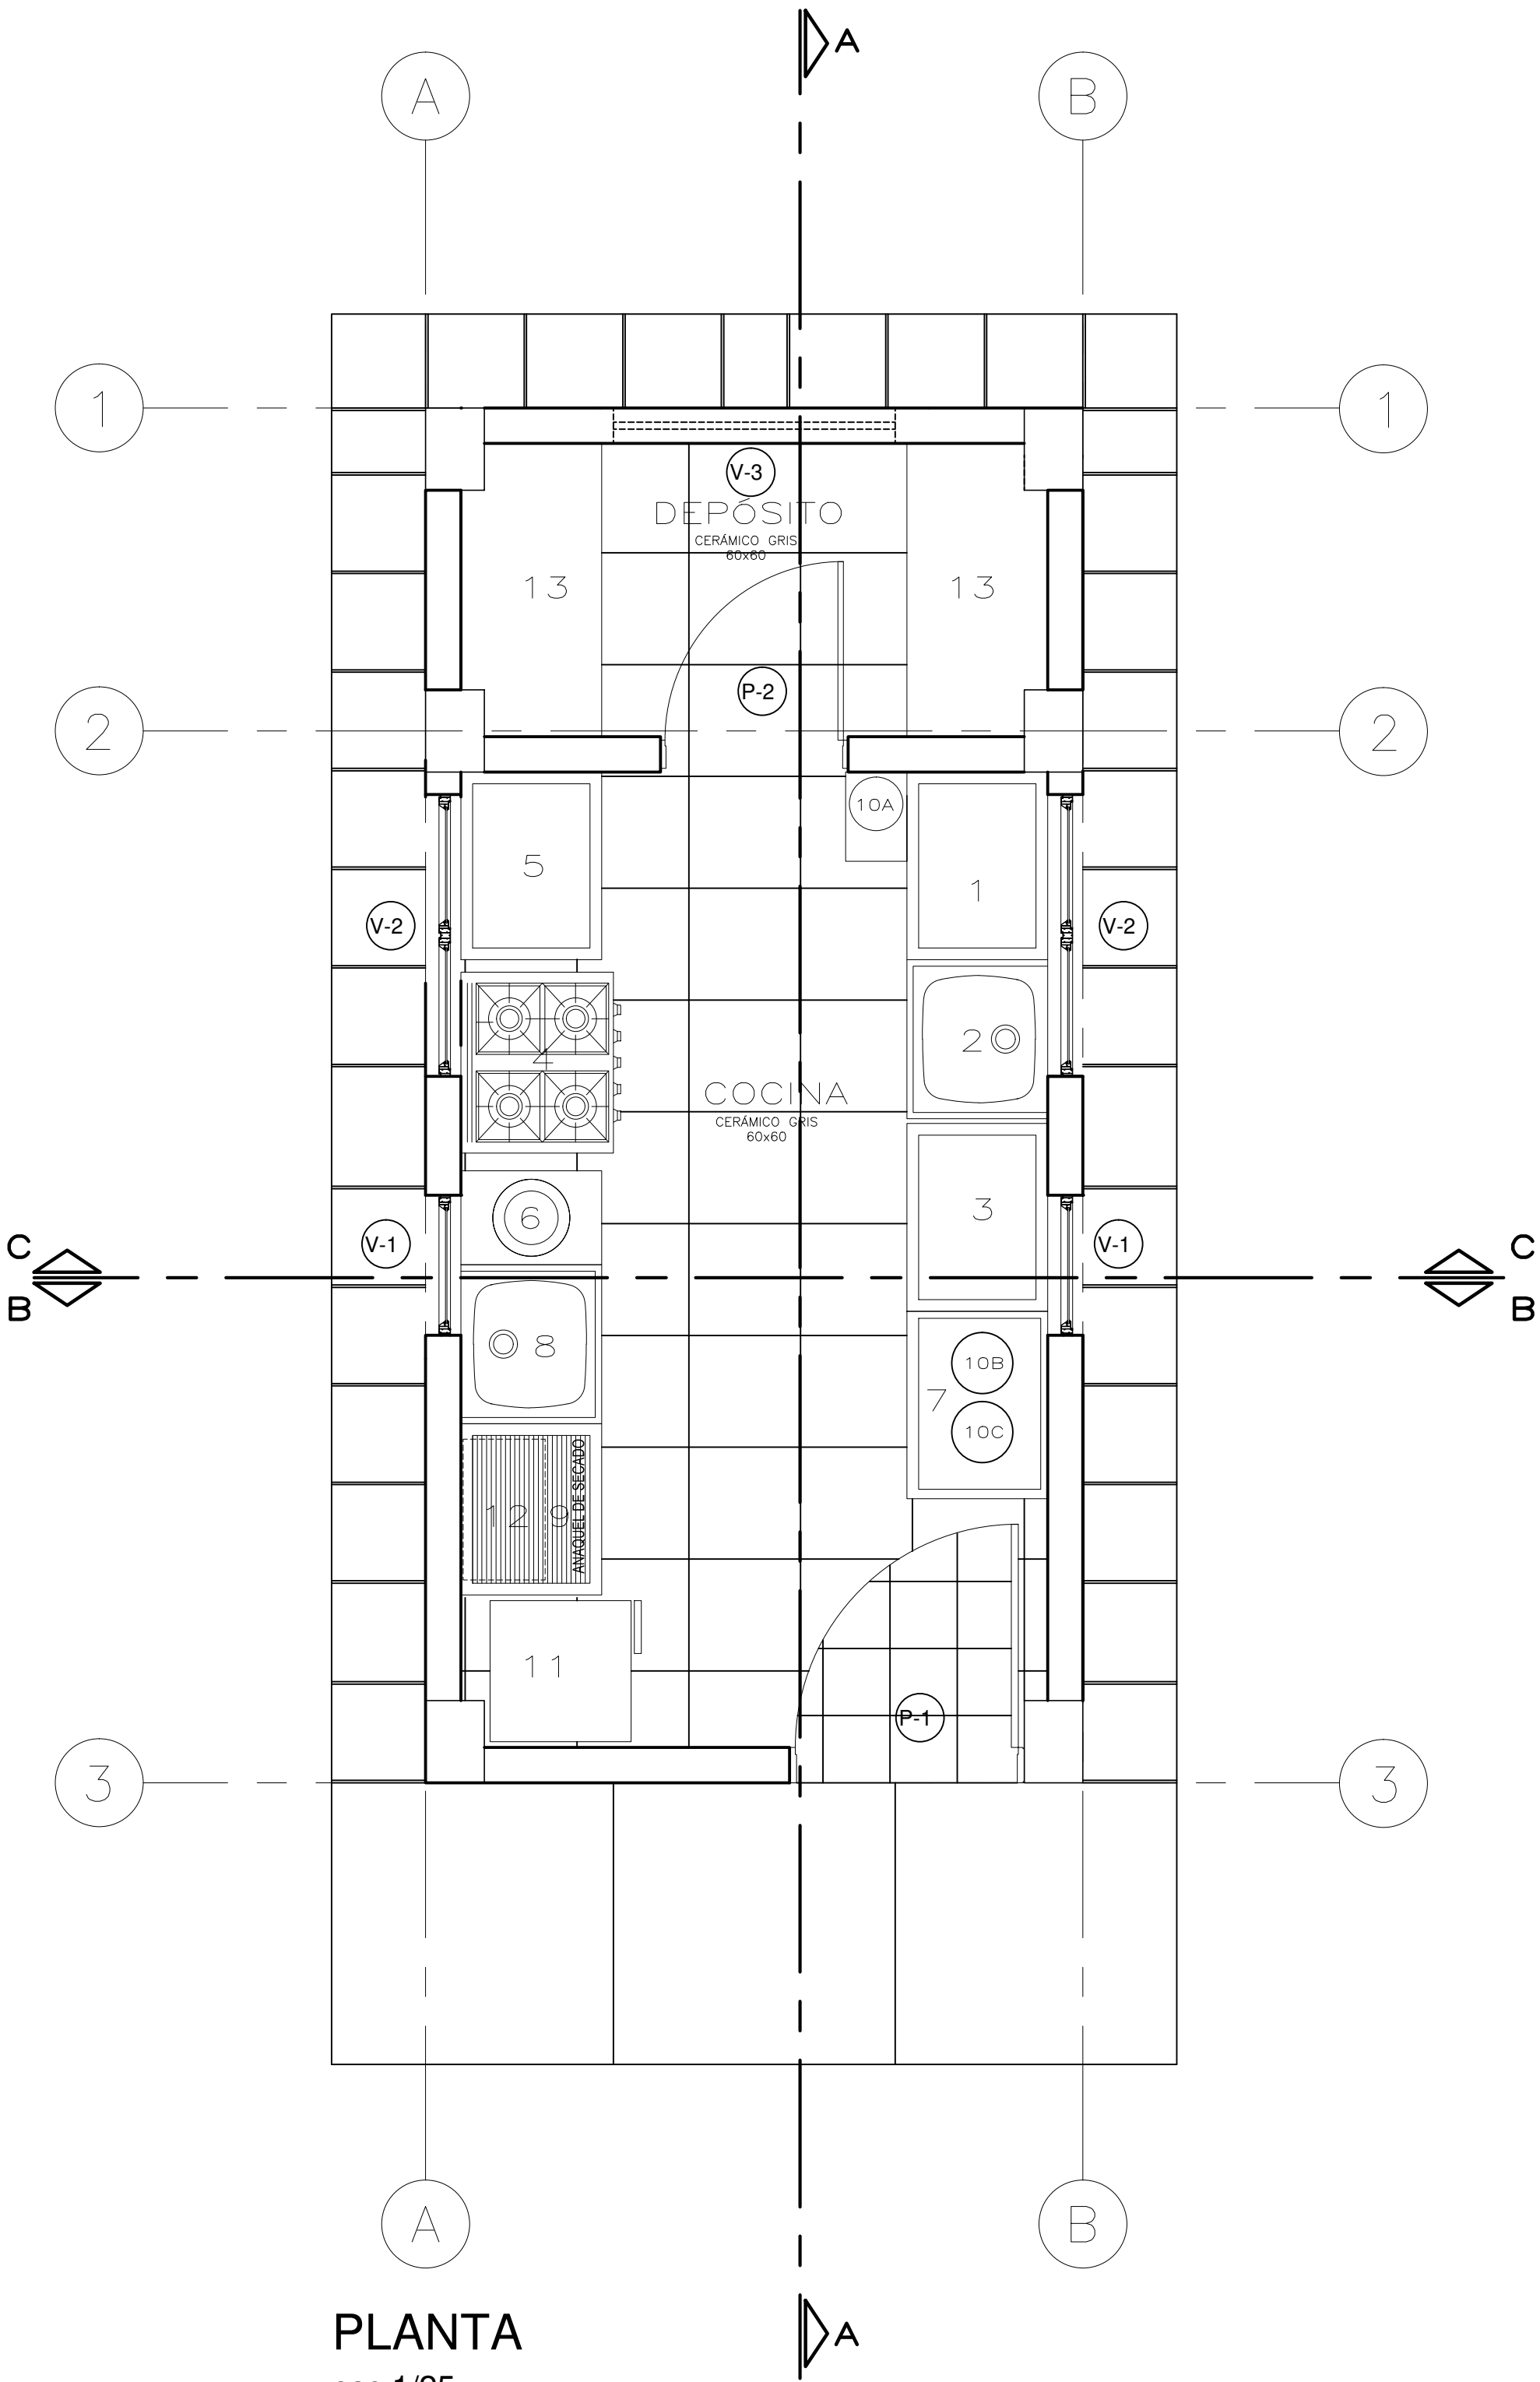 A
A
B
1
1
V-3
DEPÓSITO
CERÁMICO GRIS
60x60
13
13
P-2
2
2
10A
5
1
V-2
V-2
2
4
COCINA
CERÁMICO GRIS
60x60
3
6
V-1
V-1
C
C
B
B
8
10B
7
10C
ANAQUEL DE SECADO
12
9
11
P-1
3
3
A
B
PLANTA
A